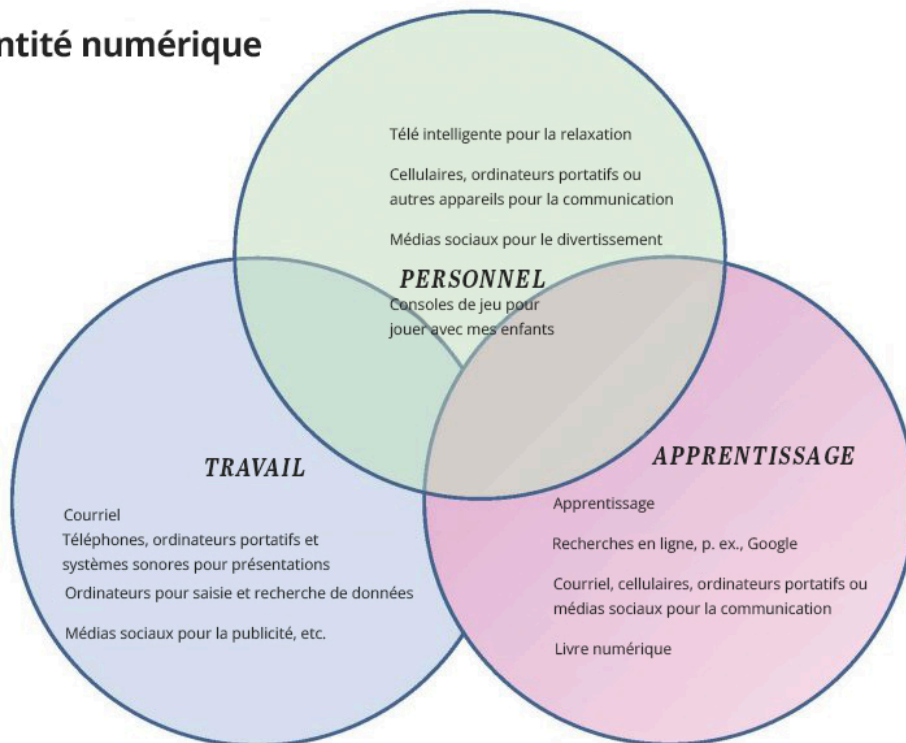 ntité numérique
Télé intelligente pour la relaxation
Cellulaires, ordinateurs portatifs ou
autres appareils pour la communication
Médias sociaux pour le divertissement
PERSONNEL
Consoles de jeu pour
jouer avec mes enfants
TRAVAIL
Courriel
Téléphones, ordinateurs portatifs et
systèmes sonores pour présentations
Ordinateurs pour saisie et recherche de données
Médias sociaux pour la publicité, etc.
APPRENTISSAGE
Apprentissage
Recherches en ligne, p. ex., Google
Courriel, cellulaires, ordinateurs portatifs ou
médias sociaux pour la communication
Livre numérique